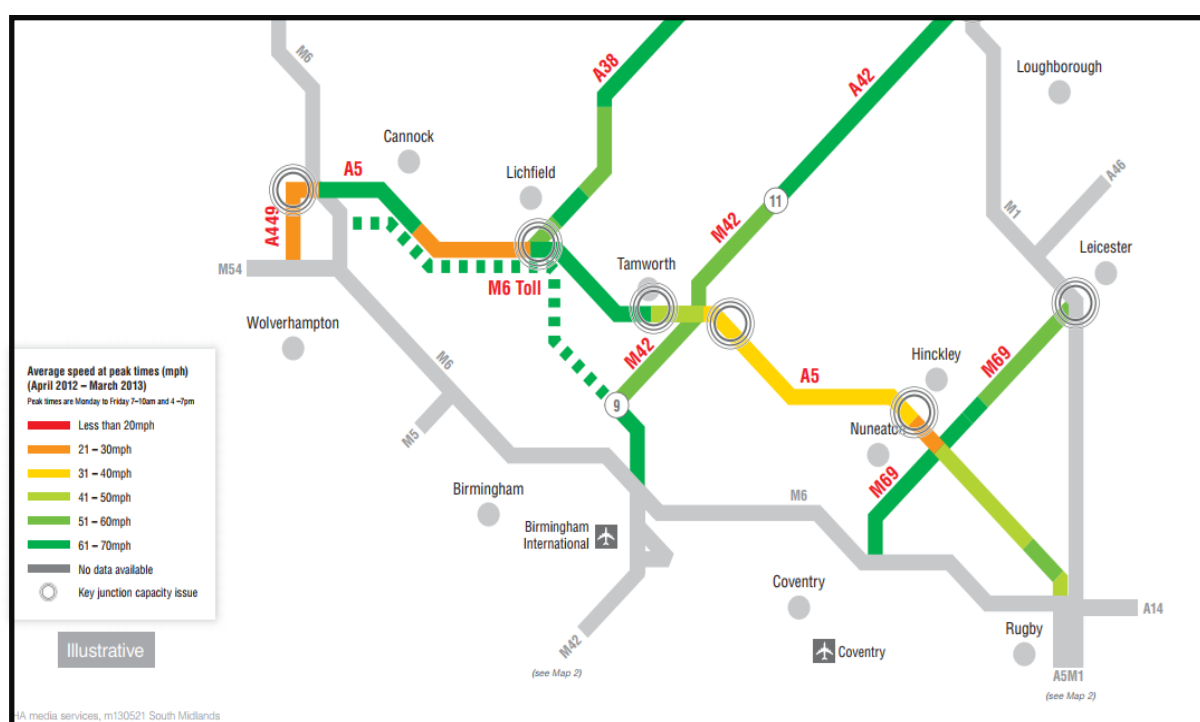 M6
A38
A42
Loughborough
Cannock
A5
Lichfield
A46
11
M1
A449
M42
Leicester
M54
Tamworth
M6 Toll
Wolverhampton
M42
Hinckley
M69
M6
A5
9
Nuneaton
M5
M69
Birmingham
M6
Birmingham
International
Coventry
A14
Rugby
Coventry
M42
(see Map 2)
A5M1
(see Map 2)
Average speed at peak times (mph)
(April 2012 – March 2013)
Peak times are Monday to Friday 7–10am and 4 –7pm
Less than 20mph
21 – 30mph
31 – 40mph
41 – 50mph
51 – 60mph
61 – 70mph
No data available
Key junction capacity issue
Illustrative
HA media services, m130521 South Midlands